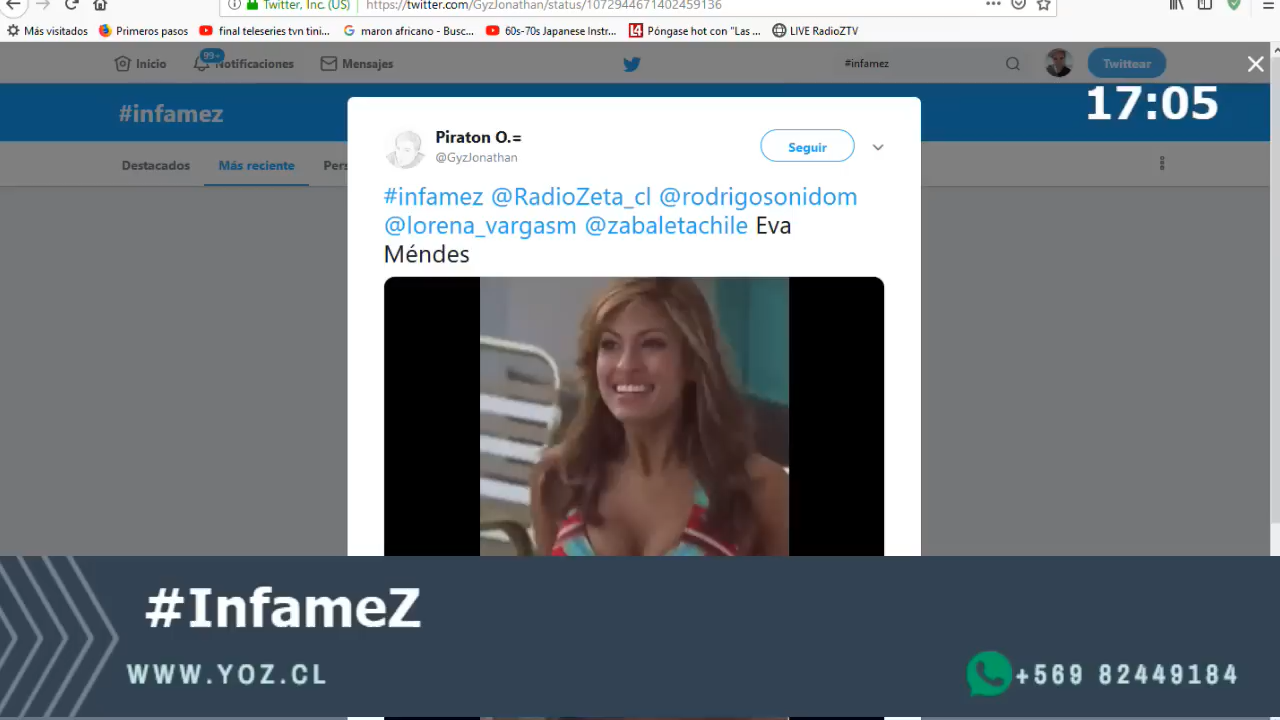 Twitter, Inc. (US)
https://twitter.com/GyzJonathan/status/1072944671402459136
Más visitados
Primeros pasos
final teleseries tvn tini...
maron africano - Busc...
60s-70s Japanese Instr...
L4
Póngase hot con "Las ...
LIVE RadioZTV
Inicio
99+
Notificaciones
Mensajes
#infamez
Twittear
#infamez
17:05
Destacados
Más reciente
Pers
Piraton O.=
@GyzJonathan
Seguir
#infamez @RadioZeta_cl @rodrigosonidom
@lorena_vargasm @zabaletachile Eva
Méndes
#InfameZ
WWW.YOZ.CL
+569 82449184